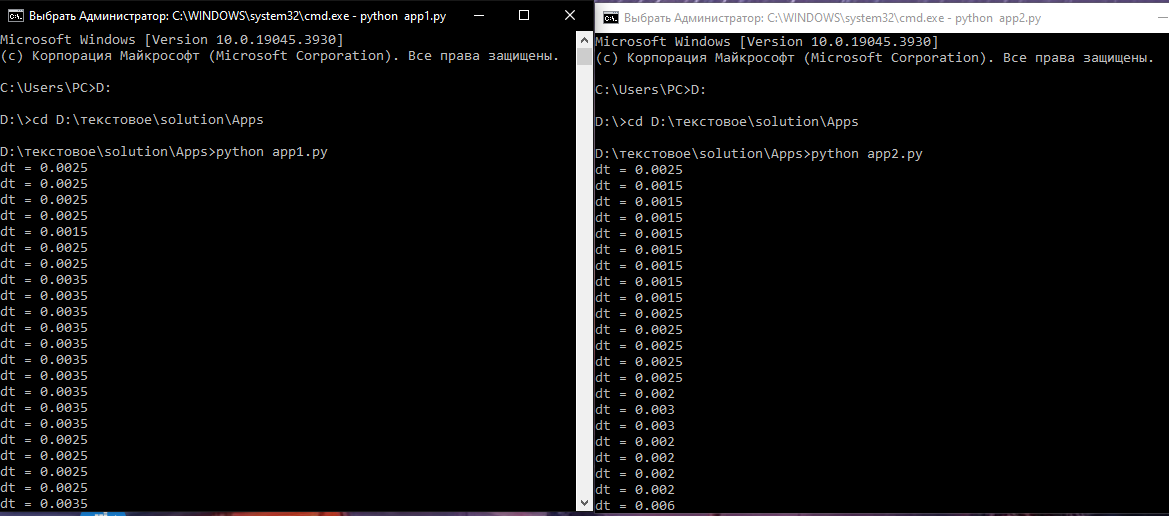 Выбрать Администратор: C:\WINDOWS\system32\cmd.exe - python app1.py
Microsoft Windows [Version 10.0.19045.3930]
(c) Корпорация Майкрософт (Microsoft Corporation). Все права защищены.
C:\Users\PC>D:
D:\>cd D:\текстовое\solution\Apps
D:\текстовое\solution\Apps>python app1.py
dt = 0.0025
dt = 0.0025
dt = 0.0025
dt = 0.0025
dt = 0.0015
dt = 0.0025
dt = 0.0025
dt = 0.0035
dt = 0.0035
dt = 0.0035
dt = 0.0035
dt = 0.0035
dt = 0.0035
dt = 0.0035
dt = 0.0035
dt = 0.0035
dt = 0.0035
dt = 0.0025
dt = 0.0025
dt = 0.0025
dt = 0.0025
dt = 0.0035
Выбрать Администратор: C:\WINDOWS\system32\cmd.exe - python app2.py
Microsoft Windows [Version 10.0.19045.3930]
(c) Корпорация Майкрософт (Microsoft Corporation). Все права защищены.
C:\Users\PC>D:
D:\>cd D:\текстовое\solution\Apps
D:\текстовое\solution\Apps>python app2.py
dt = 0.0025
dt = 0.0015
dt = 0.0015
dt = 0.0015
dt = 0.0015
dt = 0.0015
dt = 0.0015
dt = 0.0015
dt = 0.0015
dt = 0.0025
dt = 0.0025
dt = 0.0025
dt = 0.0025
dt = 0.0025
dt = 0.002
dt = 0.003
dt = 0.003
dt = 0.002
dt = 0.002
dt = 0.002
dt = 0.002
dt = 0.006